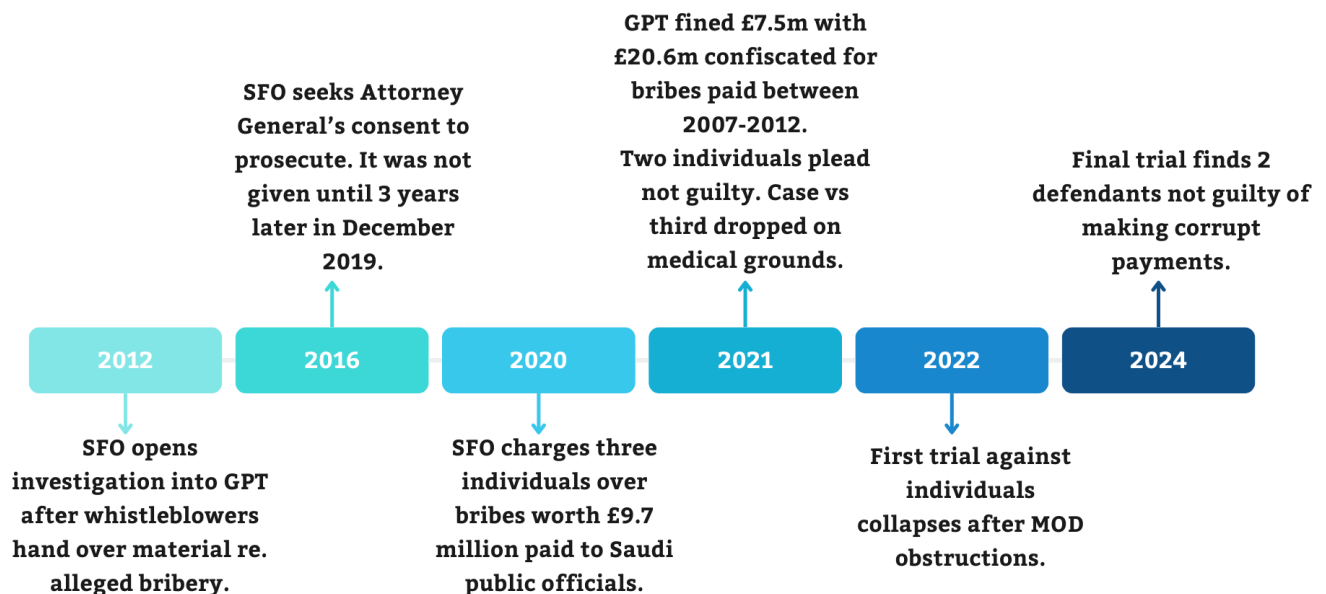 GPT fined £7.5m with
£20.6m confiscated for
bribes paid between
2007-2012.
Two individuals plead
not guilty. Case vs
third dropped on
medical grounds.
SFO seeks Attorney
General's consent to
prosecute. It was not
given until 3 years
later in December
2019.
Final trial finds 2
defendants not guilty of
making corrupt
payments.
2012
2016
2020
2021
2022
2024
SFO opens
investigation into GPT
after whistleblowers
hand over material re.
alleged bribery.
SFO charges three
individuals over
bribes worth £9.7
million paid to Saudi
public officials.
First trial against
individuals
collapses after MOD
obstructions.